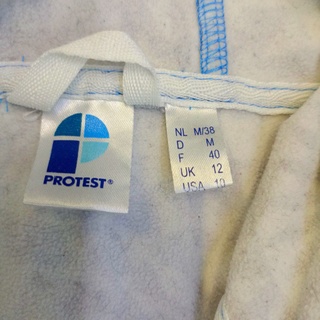 PROTEST®
NL M/38
D M
F 40
UK 12
USA 10